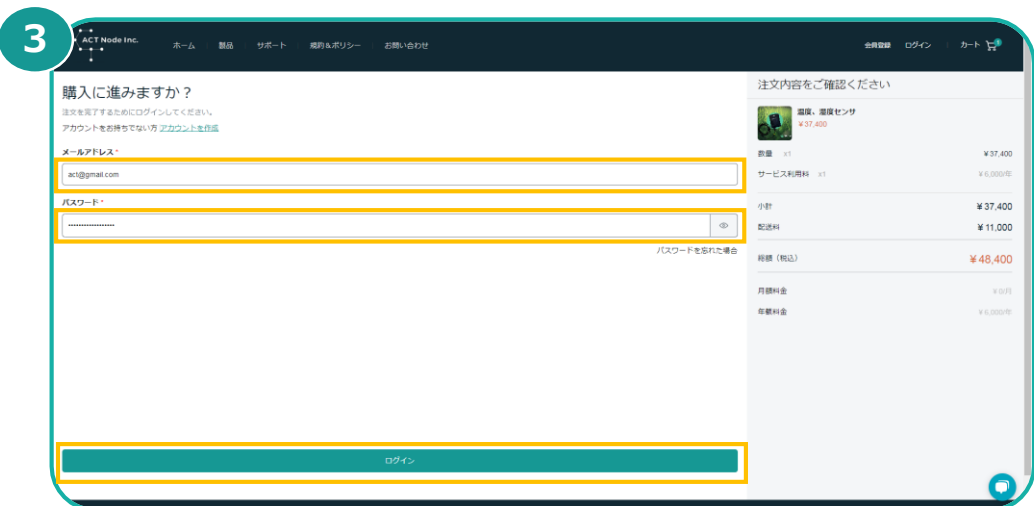 3
ACT Node Inc.
ホーム 製品 サポート 規約&ポリシー お問い合わせ
会員登録 ログイン カート
購入に進みますか？
注文を完了するためにログインしてください。
アカウントをお持ちでない方 アカウントを作成
メールアドレス *
act@gmail.com
パスワード *
パスワードを忘れた場合
ログイン
注文内容をご確認ください
温度、湿度センサ
¥37,400
数量 x1 ¥37,400
サービス利用料 x1 ¥6,000/年
小計 ¥37,400
配送料 ¥11,000
総額（税込） ¥48,400
月額料金 ¥0/月
年額料金 ¥6,000/年